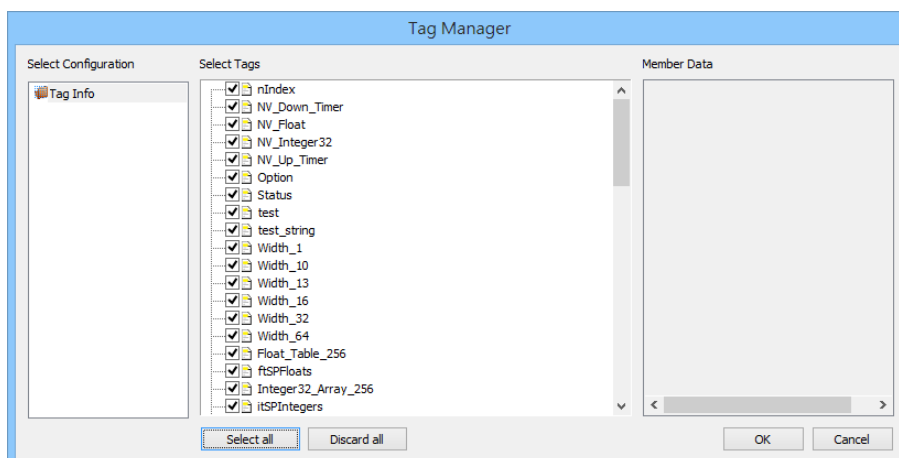 Tag Manager
Select Configuration
Select Tags
Member Data
Tag Info
nIndex
NV_Down_Timer
NV_Float
NV_Integer32
NV_Up_Timer
Option
Status
test
test_string
Width_1
Width_10
Width_13
Width_16
Width_32
Width_64
Float_Table_256
ftSPFloats
Integer32_Array_256
itSPIntegers
Select all
Discard all
OK
Cancel